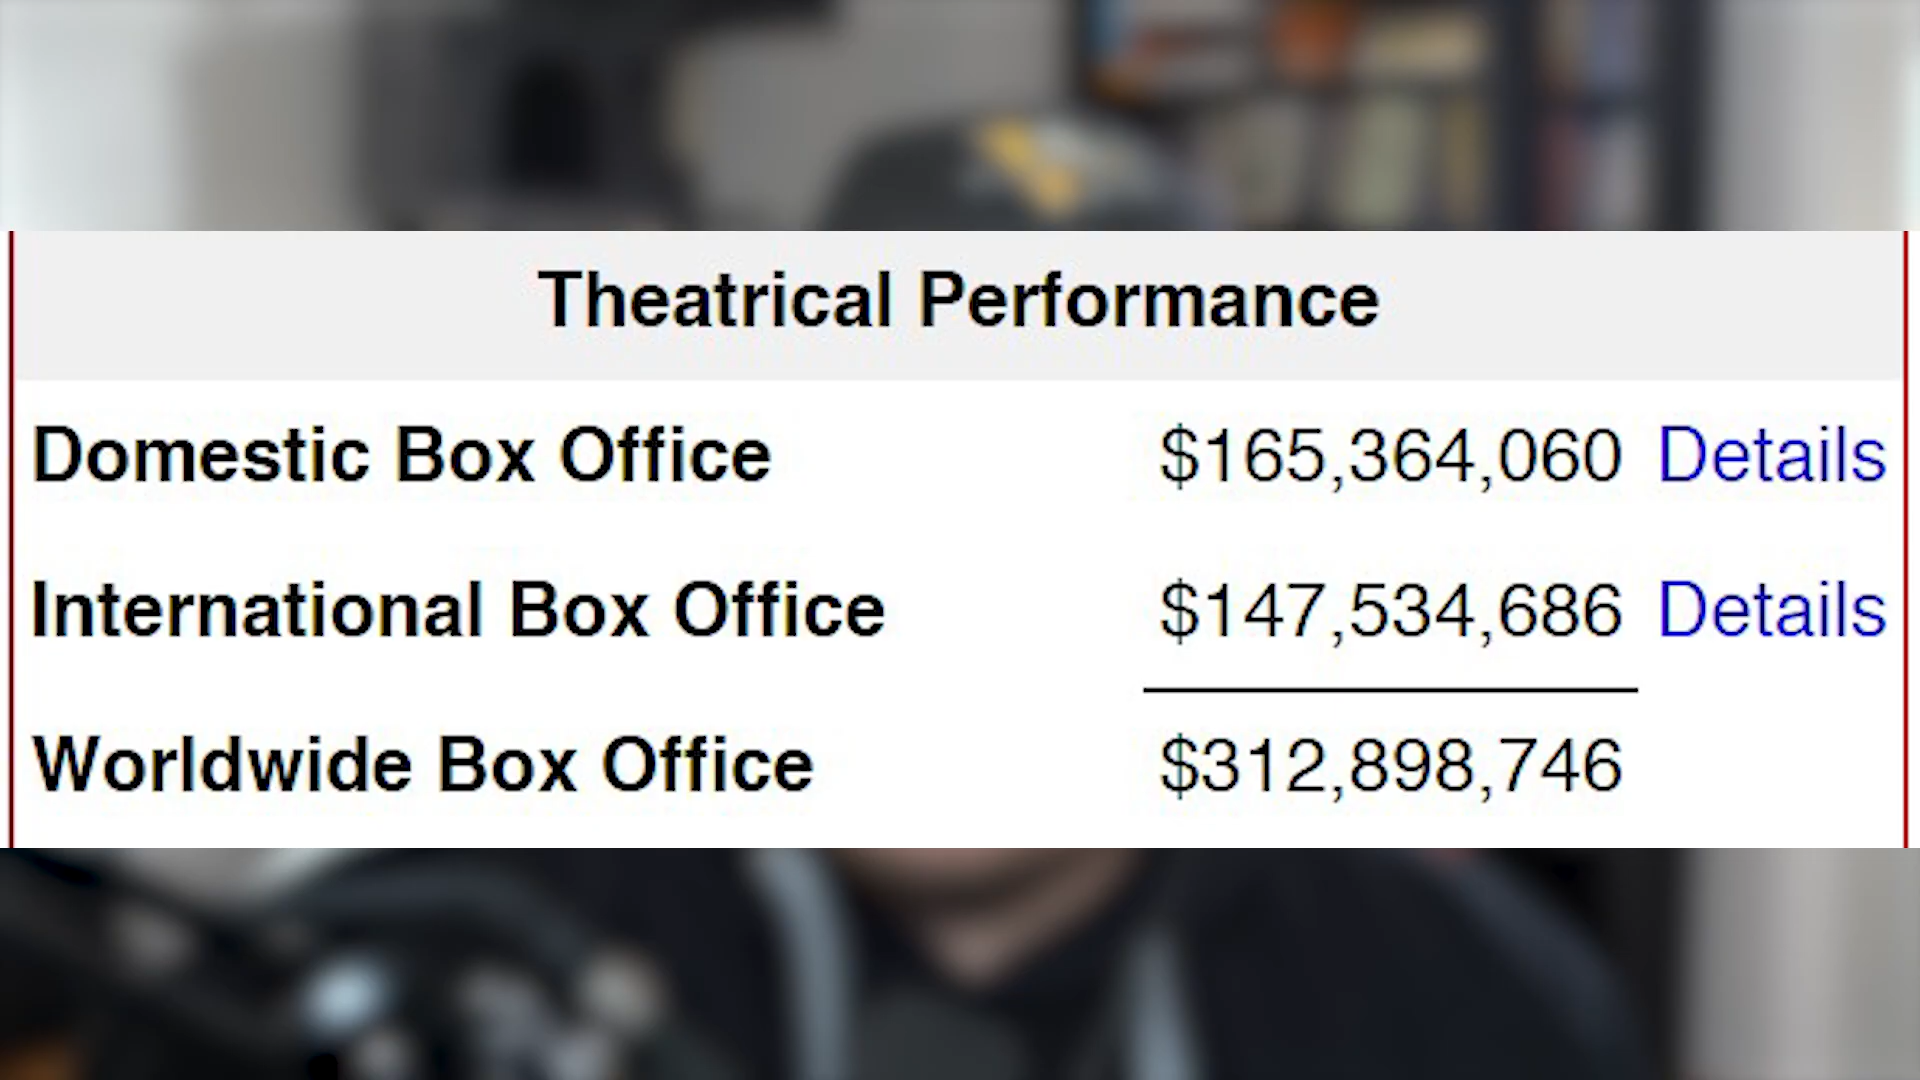 Theatrical Performance
Domestic Box Office $165,364,060 Details
International Box Office $147,534,686 Details
Worldwide Box Office $312,898,746